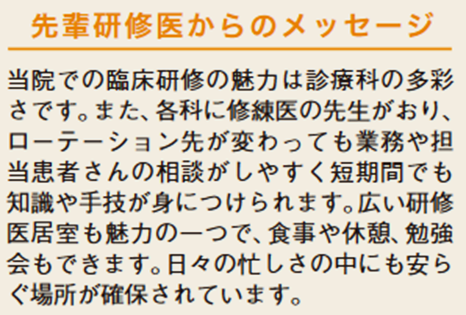 先輩研修医からのメッセージ
当院での臨床研修の魅力は診療科の多彩
さです。また、各科に修練医の先生がおり、
ローテーション先が変わっても業務や担
当患者さんの相談がしやすく短期間でも
知識や手技が身につけられます。広い研修
医居室も魅力の一つで、食事や休憩、勉強
会もできます。日々の忙しさの中にも安ら
ぐ場所が確保されています。